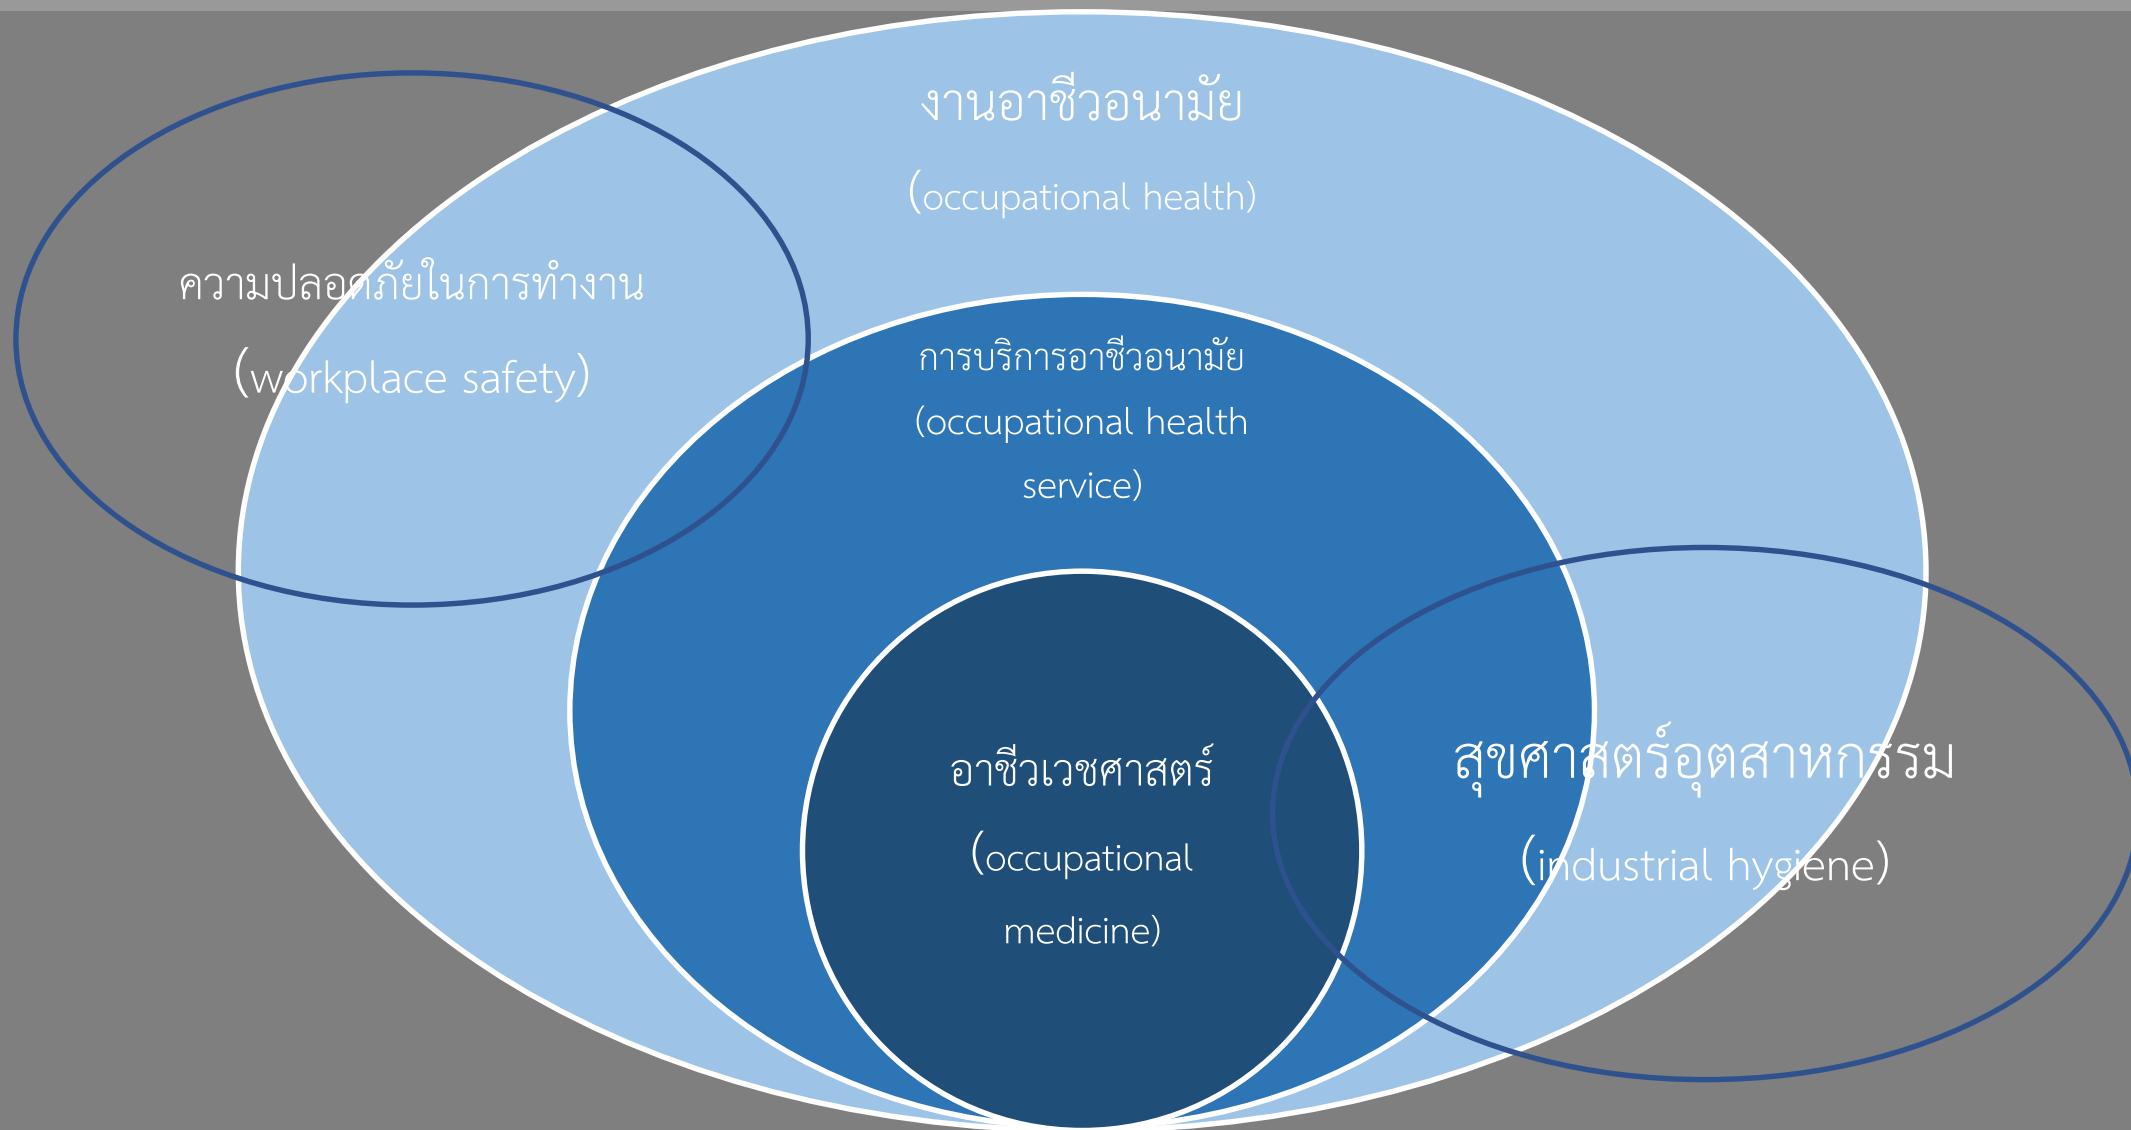 งานอาชีวอนามัย
(occupational health)
ความปลอดภัยในการทำงาน
(workplace safety)
การบริการอาชีวอนามัย
(occupational health
service)
อาชีวเวชศาสตร์
(occupational
medicine)
สุขศาสตร์อุตสาหกรรม
(industrial hygiene)